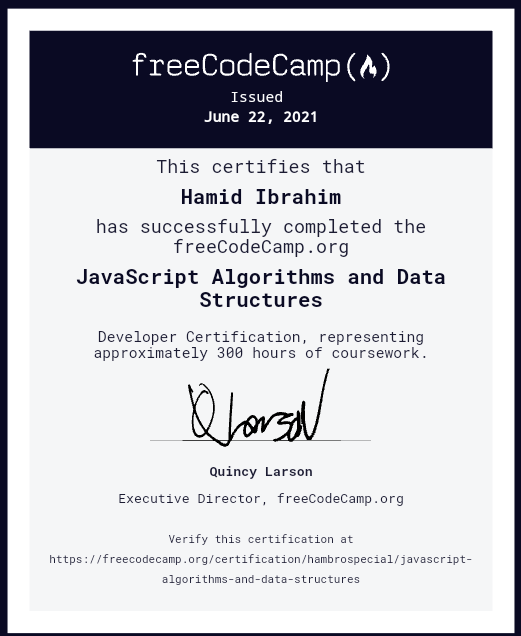 freeCodeCamp(🔥)
Issued
June 22, 2021
This certifies that
Hamid Ibrahim
has successfully completed the
freeCodeCamp.org
JavaScript Algorithms and Data
Structures
Developer Certification, representing
approximately 300 hours of coursework.
QLarson
Quincy Larson
Executive Director, freeCodeCamp.org
Verify this certification at
https://freecodecamp.org/certification/hambrospecial/javascript-
algorithms-and-data-structures